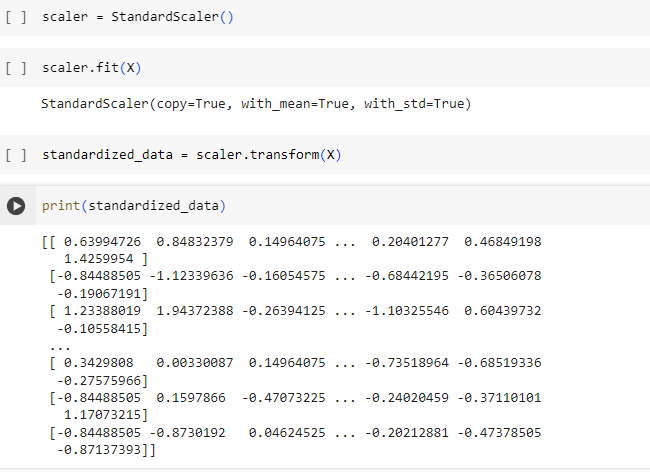 [ ] scaler = StandardScaler()
[ ] scaler.fit(X)
StandardScaler(copy=True, with_mean=True, with_std=True)
[ ] standardized_data = scaler.transform(X)
print(standardized_data)
[[ 0.63994726  0.84832379  0.14964075 ...  0.20401277  0.46849198
   1.4259954 ]
 [-0.84488505 -1.12339636 -0.16054575 ... -0.68442195 -0.36506078
  -0.19067191]
 [ 1.23388019  1.94372388 -0.26394125 ... -1.10325546  0.60439732
  -0.10558415]
 ...
 [ 0.3429808   0.00330087  0.14964075 ... -0.73518964 -0.68519336
  -0.27575966]
 [-0.84488505  0.1597866  -0.47073225 ... -0.24020459 -0.37110101
   1.17073215]
 [-0.84488505 -0.8730192   0.04624525 ... -0.20212881 -0.47378505
  -0.87137393]]